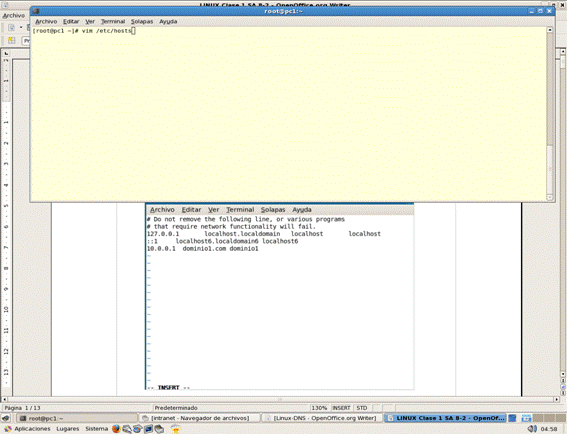 LINUX Clase 1 SA 8-2 - OpenOffice.org Writer
Archivo
root@pc1:~
Archivo Editar Ver Terminal Solapas Ayuda
[root@pc1 ~]# vim /etc/hosts
Archivo Editar Ver Terminal Solapas Ayuda
# Do not remove the following line, or various programs
# that require network functionality will fail.
127.0.0.1 localhost.localdomain localhost localhost
::1 localhost6.localdomain6 localhost6
10.0.0.1 dominio1.com dominio1
-- INSERT --
Página 1 / 13 Predeterminado 130% INSERT STD
root@pc1:~ [intranet - Navegador de archivos] [Linux-DNS - OpenOffice.org ... LINUX Clase 1 SA 8-2 - OpenOf...
Aplicaciones Lugares Sistema 04:58